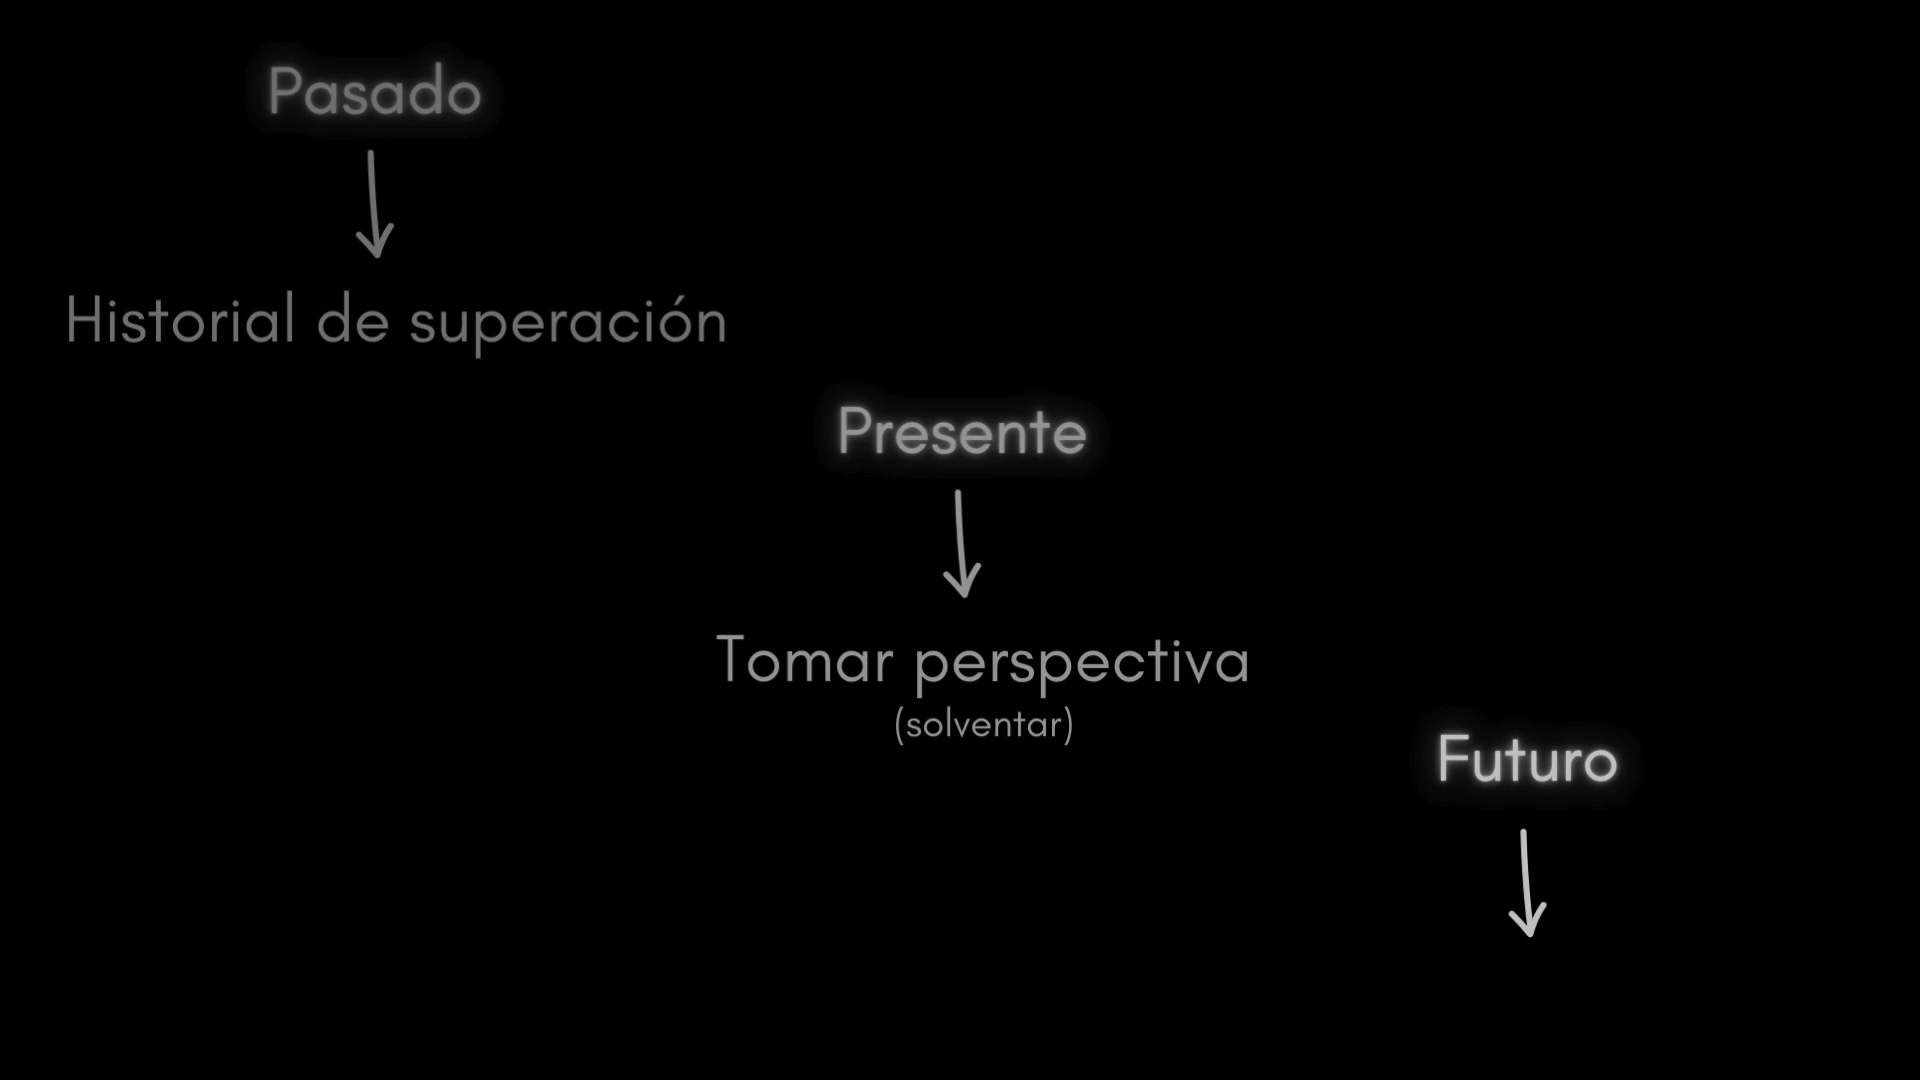 Pasado
Historial de superación
Presente
Tomar perspectiva
(solventar)
Futuro